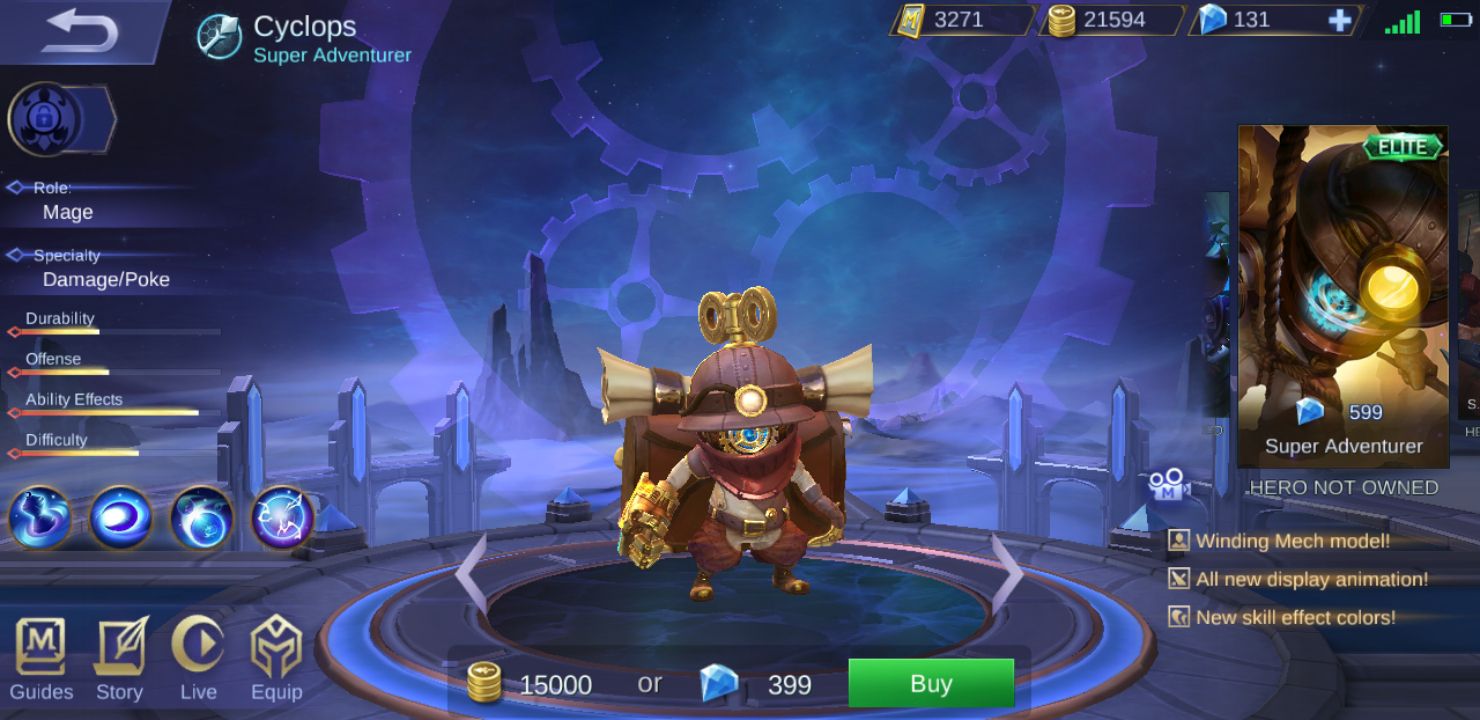 Cyclops
Super Adventurer
3271
21594
131
Role:
Mage
Specialty
Damage/Poke
Durability
Offense
Ability Effects
Difficulty
ELITE
599
Super Adventurer
HERO NOT OWNED
Winding Mech model!
All new display animation!
New skill effect colors!
Guides
Story
Live
Equip
15000 or 399
Buy